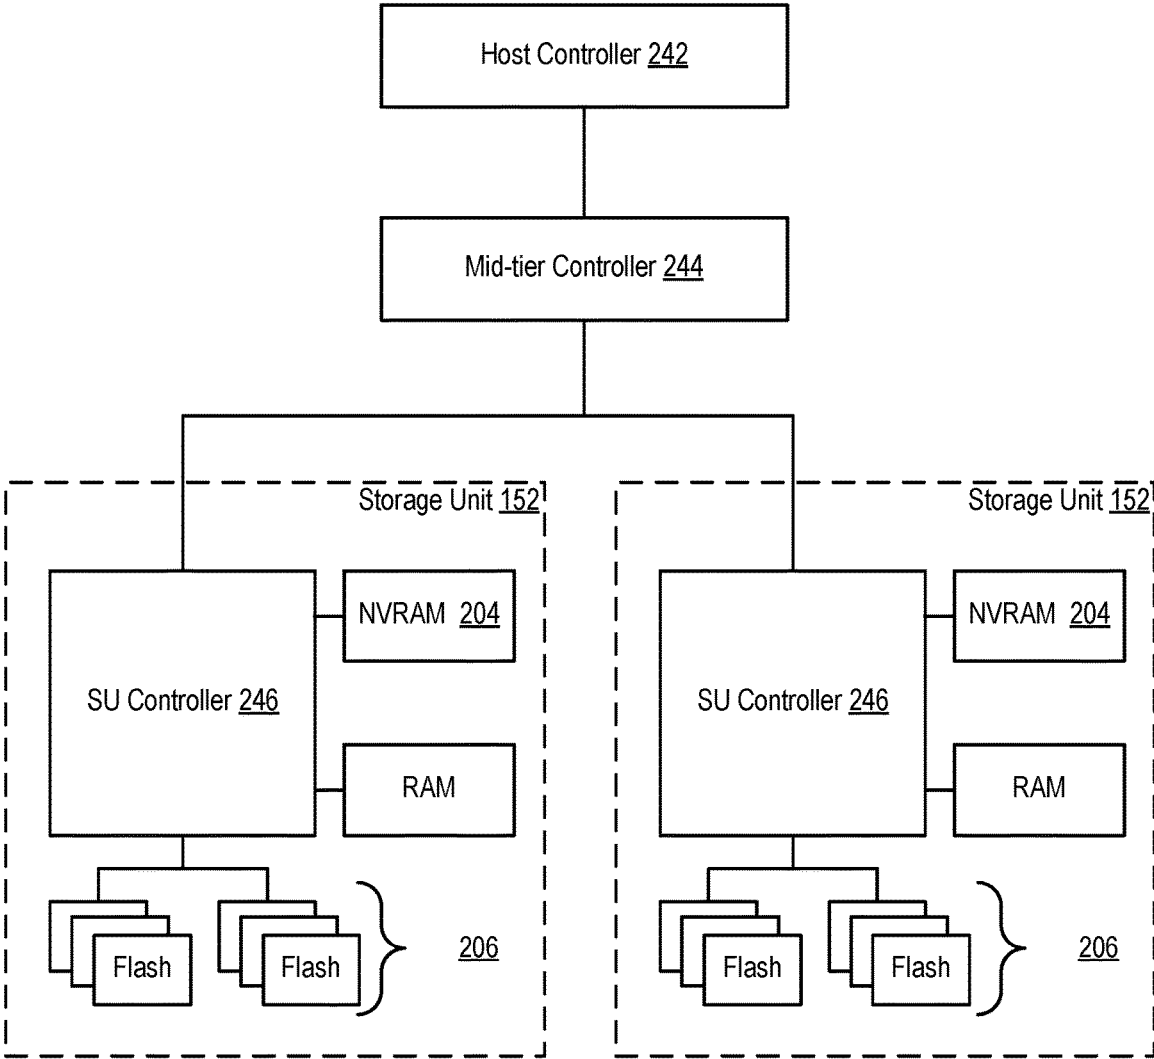 Host Controller 242
Mid-tier Controller 244
Storage Unit 152
Storage Unit 152
NVRAM 204
NVRAM 204
SU Controller 246
SU Controller 246
RAM
RAM
206
206
Flash
Flash
Flash
Flash